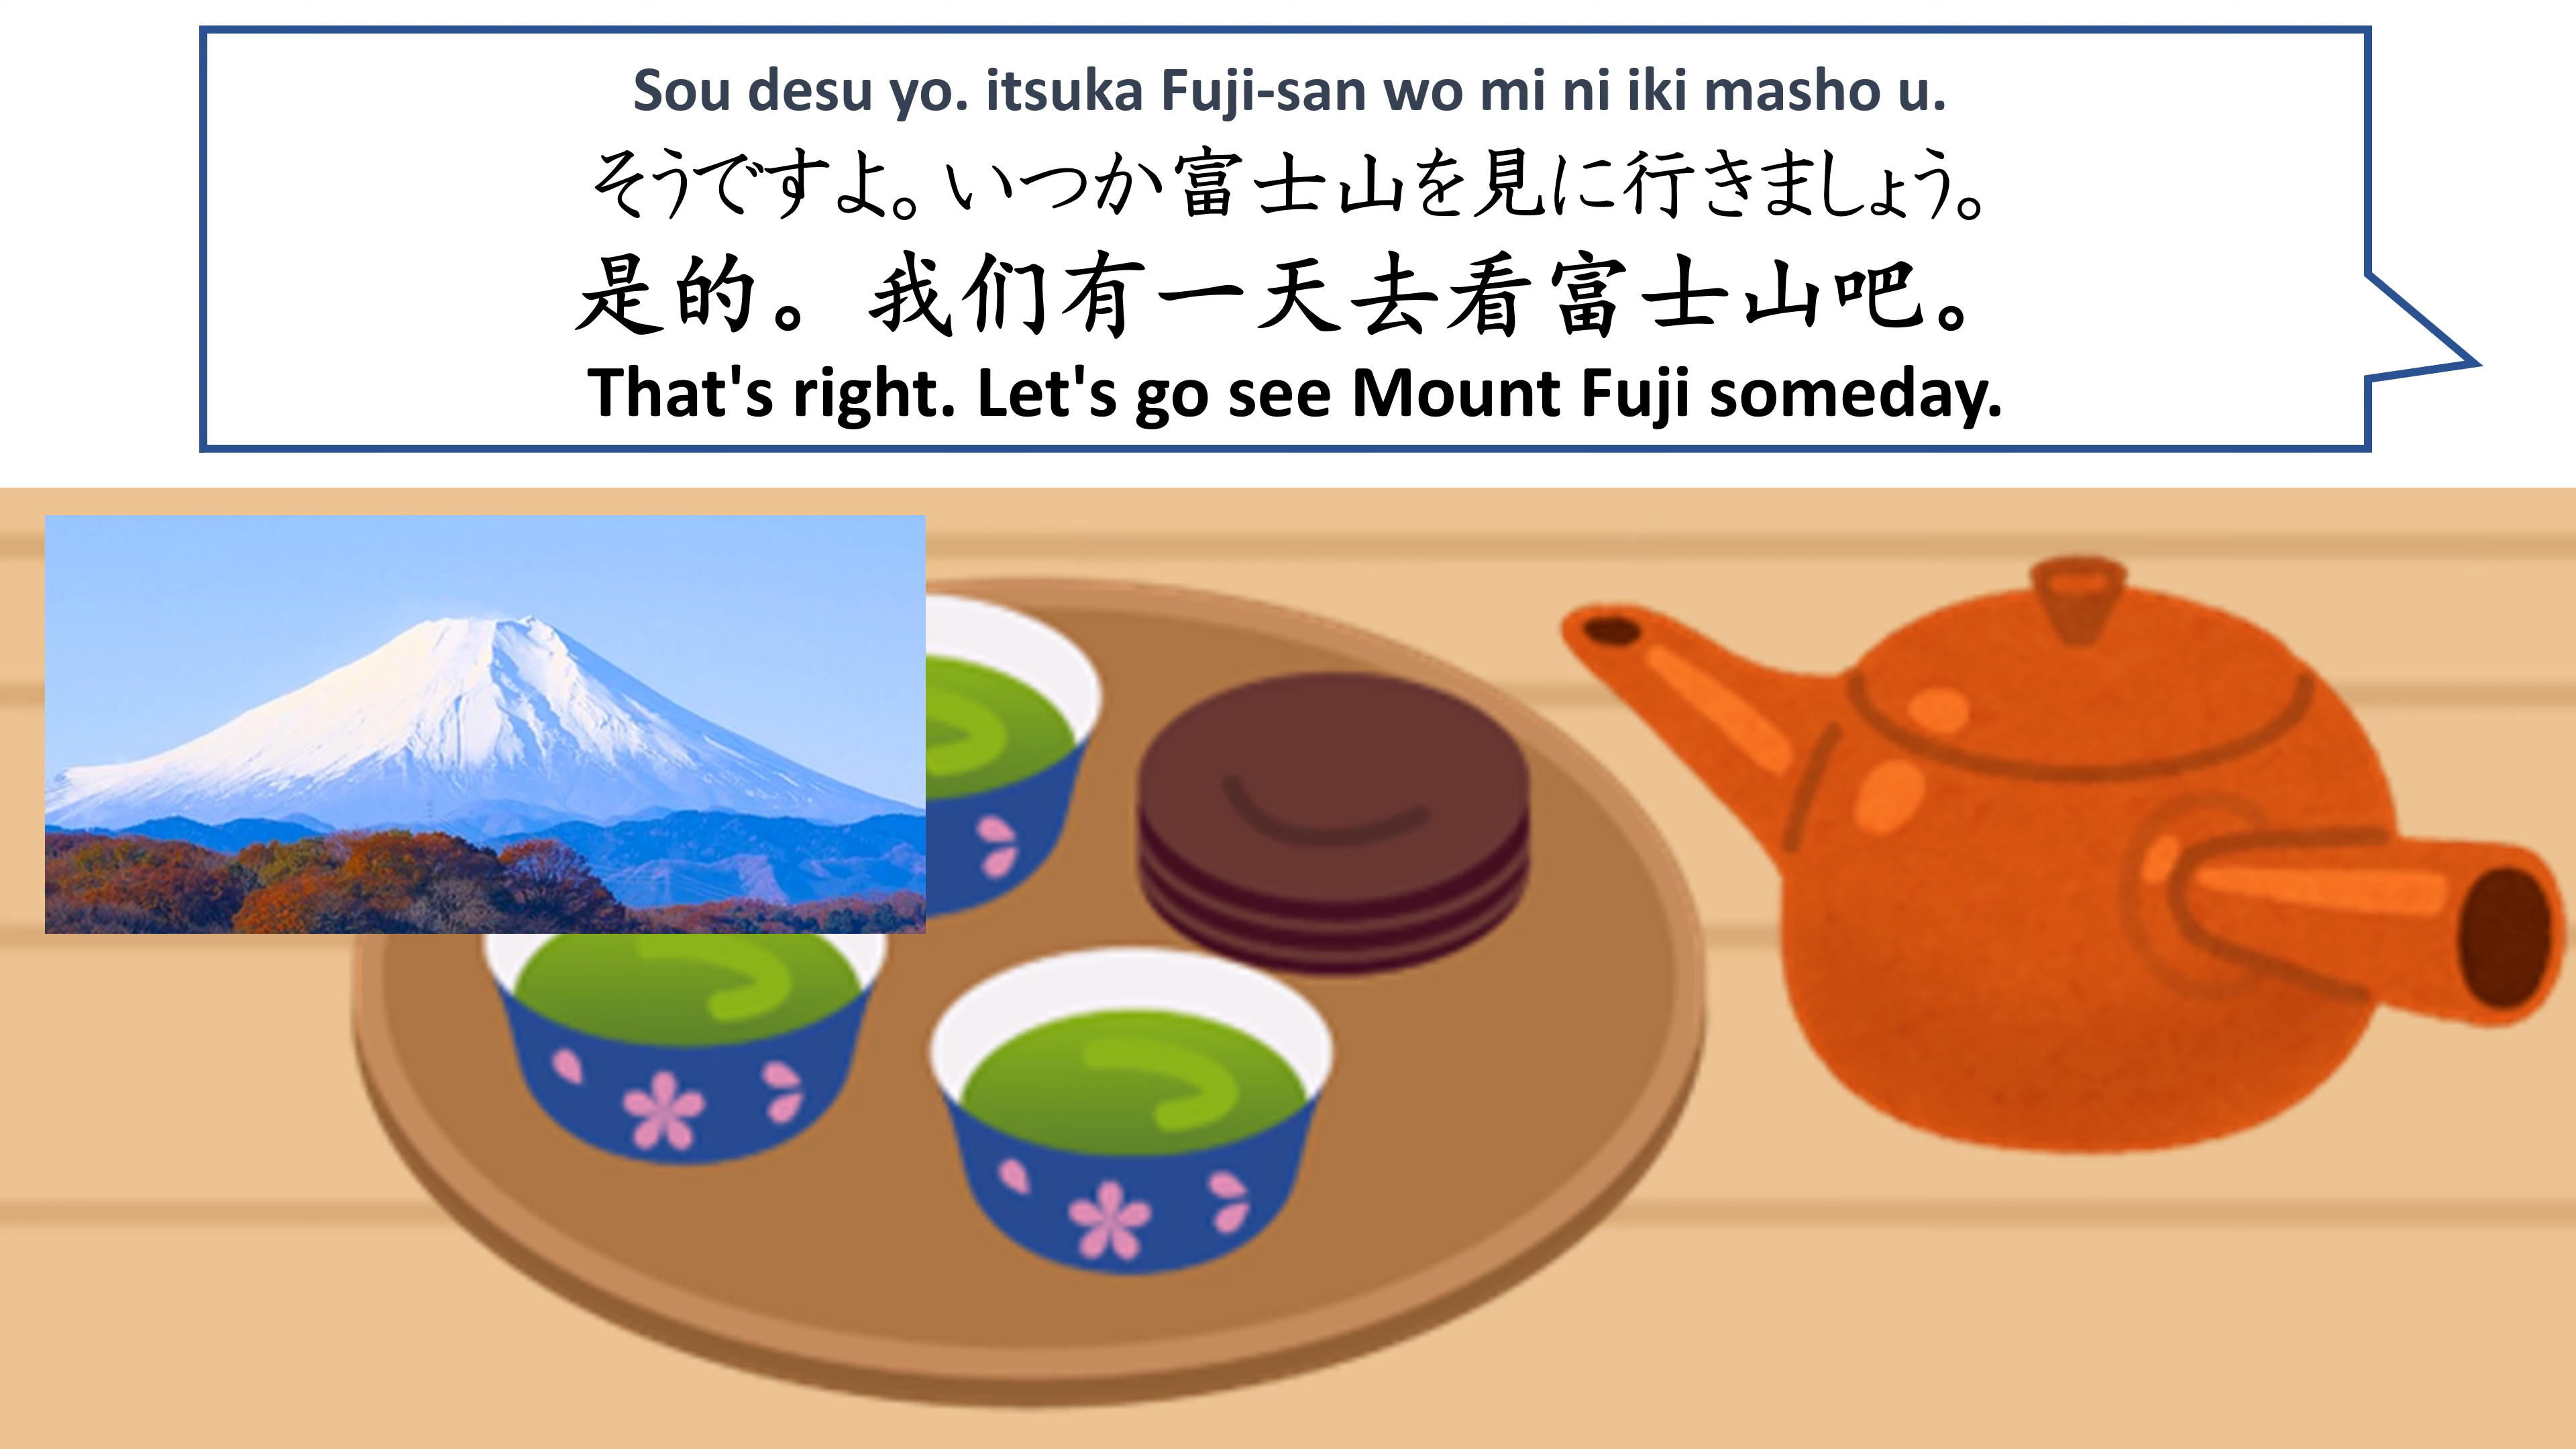 Sou desu yo. itsuka Fuji-san wo mi ni iki masho u.
そうですよ。いつか富士山を見に行きましょう。
是的。我们有一天去看富士山吧。
That's right. Let's go see Mount Fuji someday.